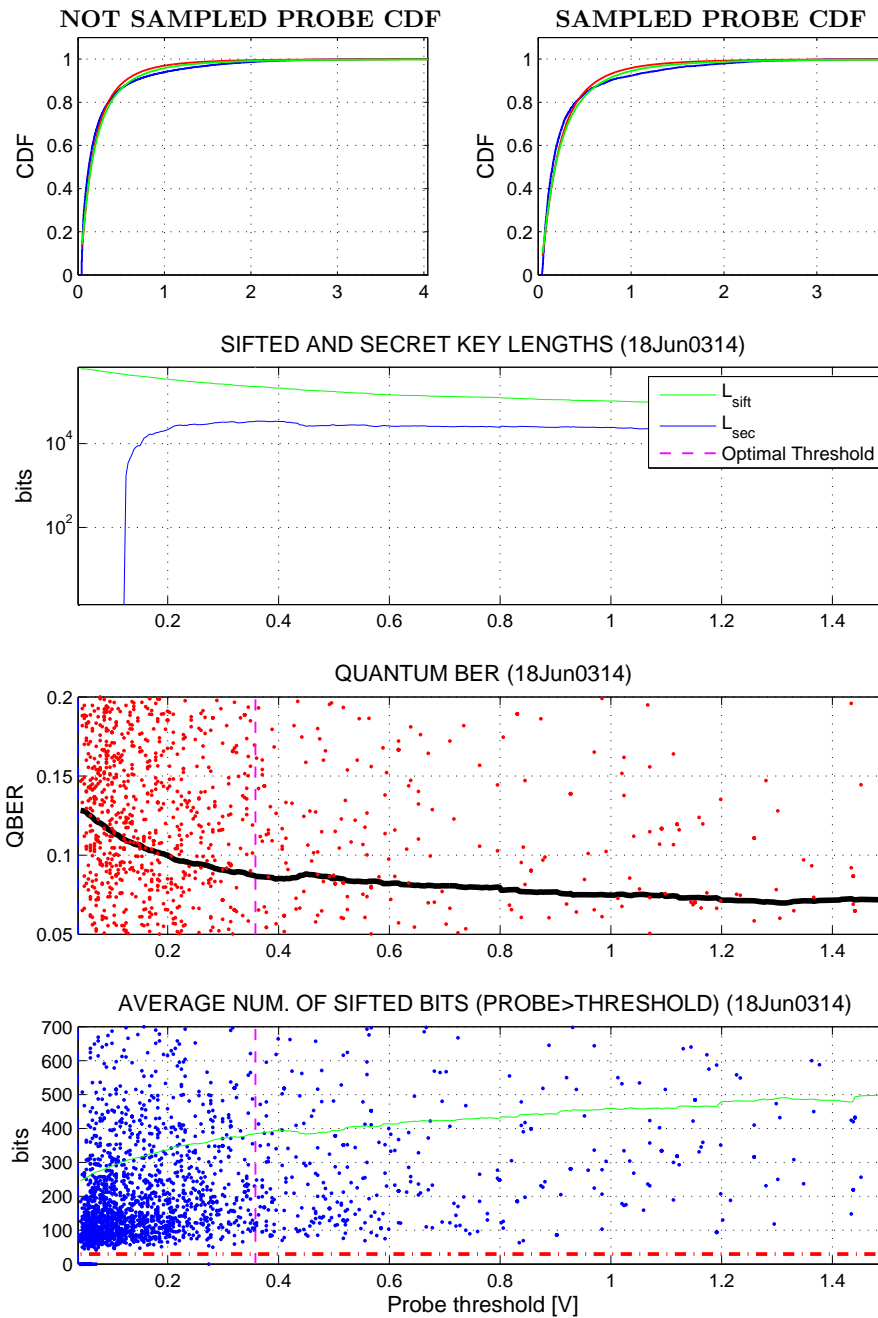 NOT SAMPLED PROBE CDF
SAMPLED PROBE CDF
1
0.8
0.6
0.4
0.2
0
CDF
0 1 2 3 4
1
0.8
0.6
0.4
0.2
0
CDF
0 1 2 3
SIFTED AND SECRET KEY LENGTHS (18Jun0314)
10^4
10^2
bits
L_sift
L_sec
Optimal Threshold
0.2 0.4 0.6 0.8 1 1.2 1.4
QUANTUM BER (18Jun0314)
0.2
0.15
0.1
0.05
QBER
0.2 0.4 0.6 0.8 1 1.2 1.4
AVERAGE NUM. OF SIFTED BITS (PROBE>THRESHOLD) (18Jun0314)
700
600
500
400
300
200
100
0
bits
0.2 0.4 0.6 0.8 1 1.2 1.4
Probe threshold [V]